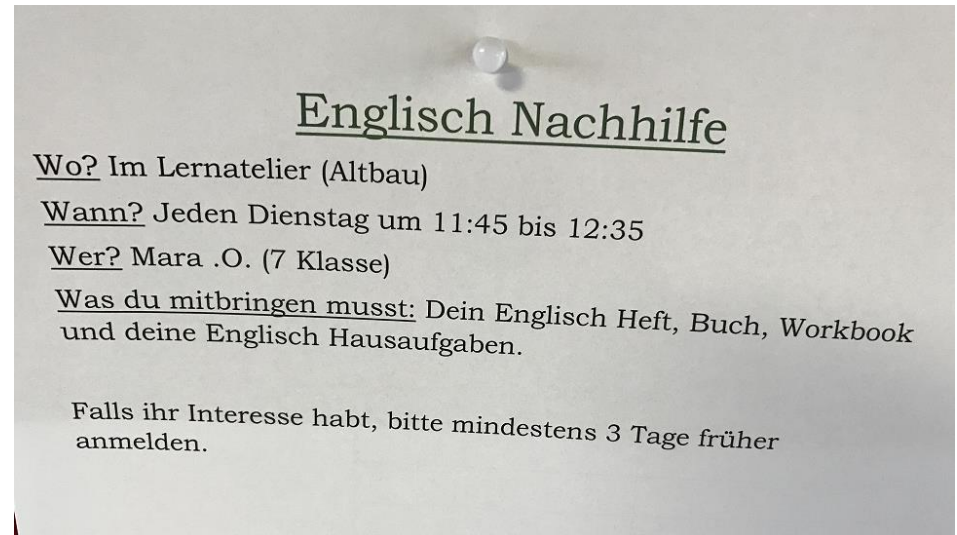 Englisch Nachhilfe
Wo? Im Lernatelier (Altbau)
Wann? Jeden Dienstag um 11:45 bis 12:35
Wer? Mara .O. (7 Klasse)
Was du mitbringen musst: Dein Englisch Heft, Buch, Workbook
und deine Englisch Hausaufgaben.
Falls ihr Interesse habt, bitte mindestens 3 Tage früher
anmelden.